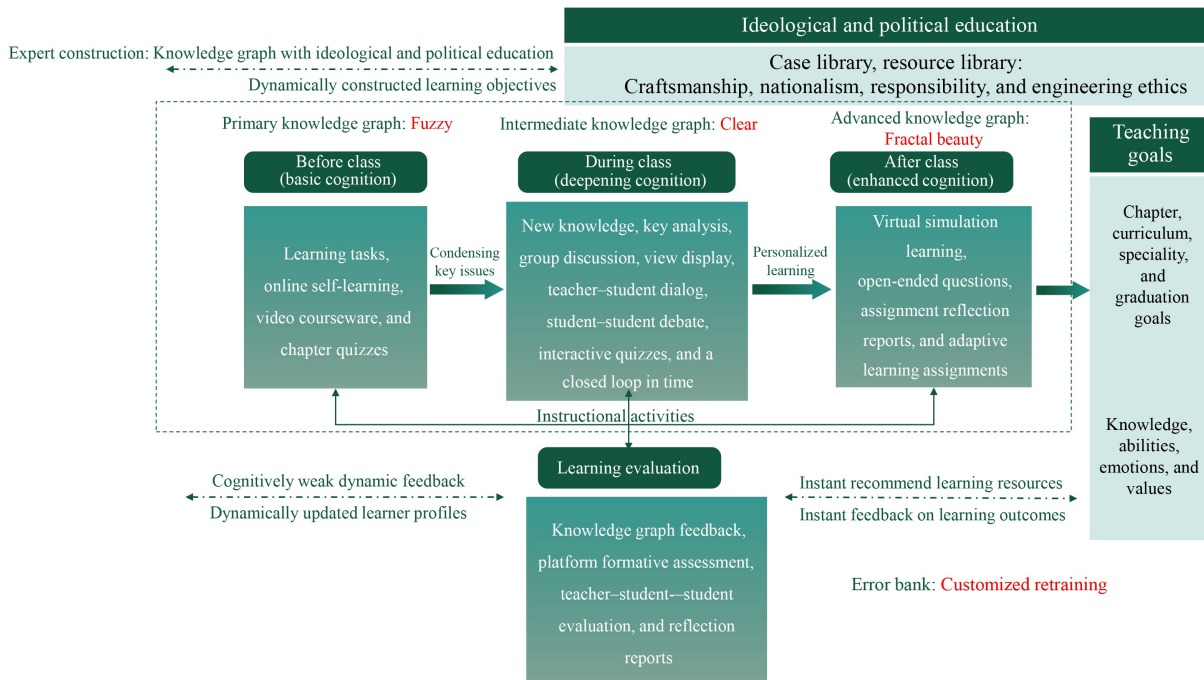 Ideological and political education
Expert construction: Knowledge graph with ideological and political education
Dynamically constructed learning objectives
Case library, resource library:
Craftsmanship, nationalism, responsibility, and engineering ethics
Primary knowledge graph: Fuzzy
Before class
(basic cognition)
Learning tasks,
online self-learning,
video courseware, and
chapter quizzes
Condensing
key issues
Intermediate knowledge graph: Clear
During class
(deepening cognition)
New knowledge, key analysis,
group discussion, view display,
teacher–student dialog,
student–student debate,
interactive quizzes, and a
closed loop in time
Personalized
learning
Advanced knowledge graph:
Fractal beauty
After class
(enhanced cognition)
Virtual simulation
learning,
open-ended questions,
assignment reflection
reports, and adaptive
learning assignments
Instructional activities
Teaching
goals
Chapter,
curriculum,
speciality,
and
graduation
goals
Knowledge,
abilities,
emotions, and
values
Cognitively weak dynamic feedback
Dynamically updated learner profiles
Learning evaluation
Knowledge graph feedback,
platform formative assessment,
teacher–student-–student
evaluation, and reflection
reports
Instant recommend learning resources
Instant feedback on learning outcomes
Error bank: Customized retraining